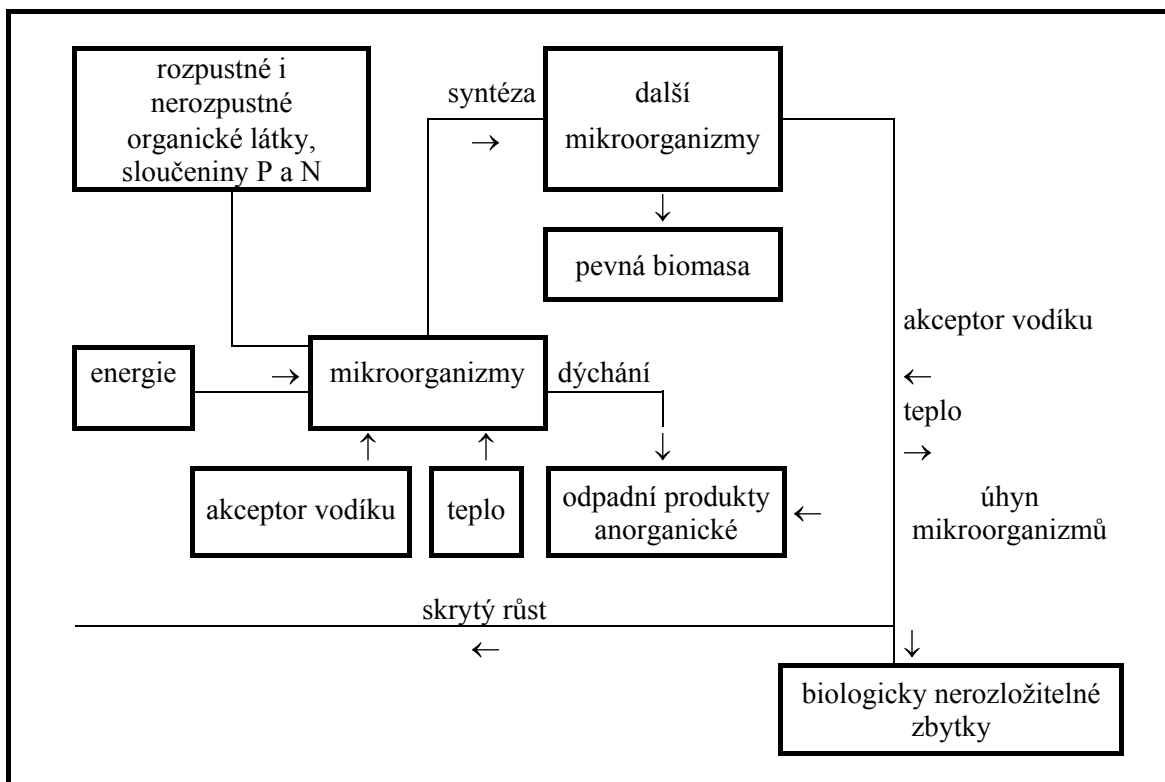 rozpustné i
nerozpustné
organické látky,
sloučeniny P a N
syntéza
→
další
mikroorganizmy
↓
pevná biomasa
akceptor vodíku
←
teplo
→
energie
→
mikroorganizmy
dýchání
↑
↑
↓
akceptor vodíku
teplo
odpadní produkty
anorganické
←
úhyn
mikroorganizmů
skrytý růst
←
↓
biologicky nerozložitelné
zbytky